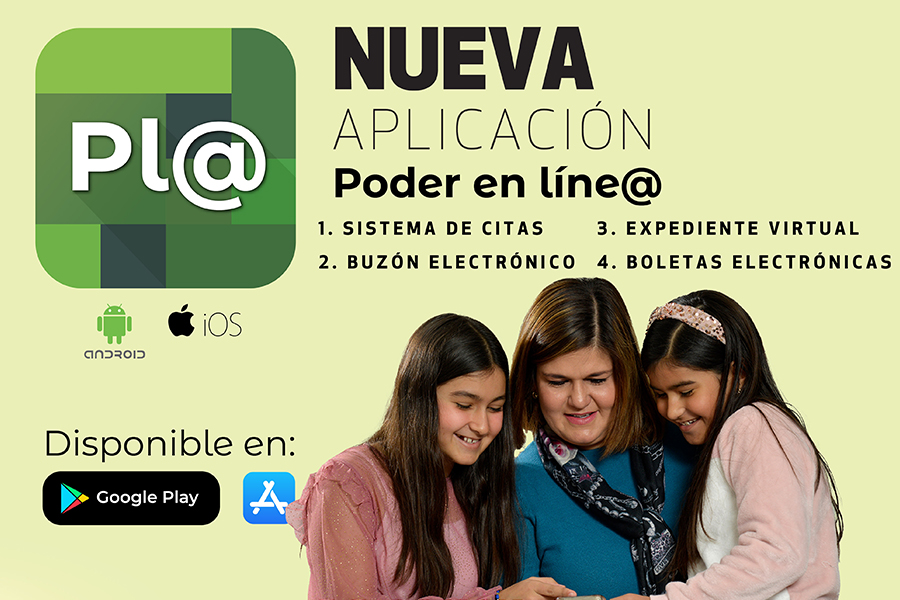 Pl@
NUEVA
APLICACIÓN
Poder en líne@
1. SISTEMA DE CITAS
2. BUZÓN ELECTRÓNICO
3. EXPEDIENTE VIRTUAL
4. BOLETAS ELECTRÓNICAS
ANDROID
iOS
Disponible en:
Google Play